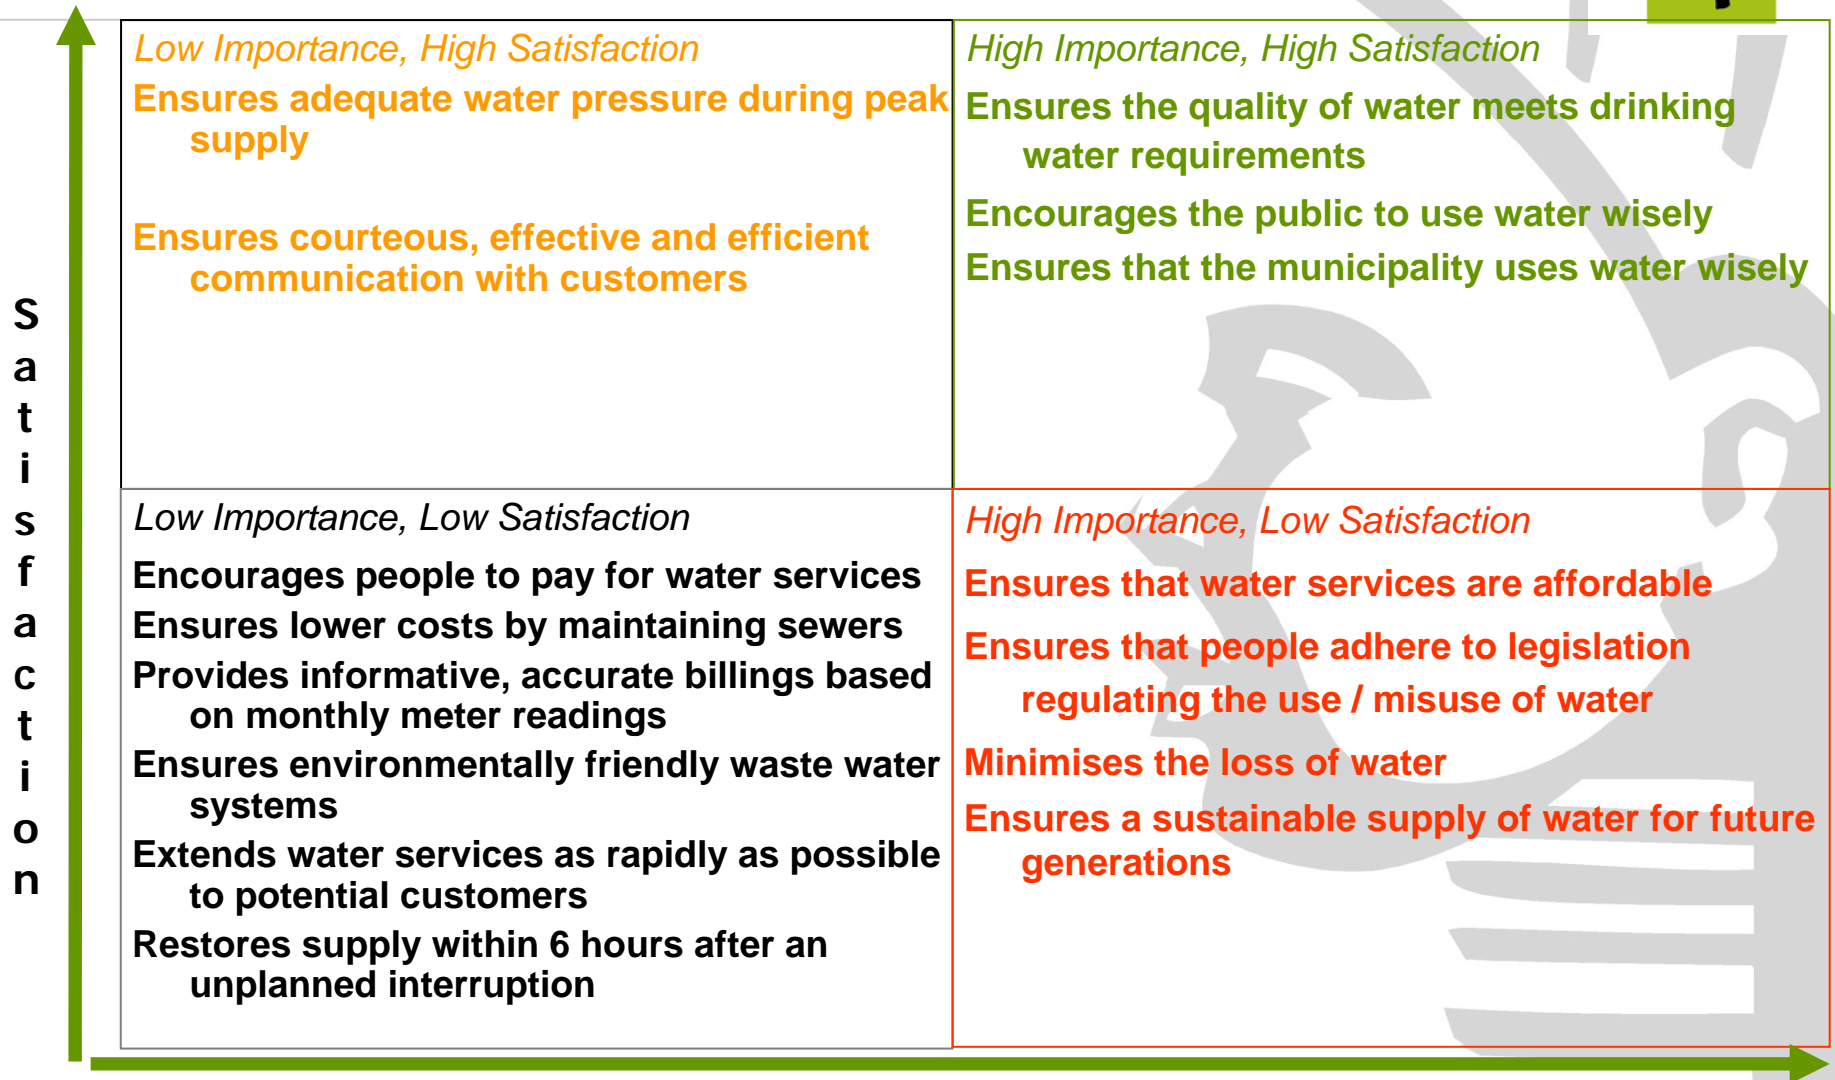 Satisfaction
Low Importance, High Satisfaction
Ensures adequate water pressure during peak
supply
Ensures courteous, effective and efficient
communication with customers
High Importance, High Satisfaction
Ensures the quality of water meets drinking
water requirements
Encourages the public to use water wisely
Ensures that the municipality uses water wisely
Low Importance, Low Satisfaction
Encourages people to pay for water services
Ensures lower costs by maintaining sewers
Provides informative, accurate billings based
on monthly meter readings
Ensures environmentally friendly waste water
systems
Extends water services as rapidly as possible
to potential customers
Restores supply within 6 hours after an
unplanned interruption
High Importance, Low Satisfaction
Ensures that water services are affordable
Ensures that people adhere to legislation
regulating the use / misuse of water
Minimises the loss of water
Ensures a sustainable supply of water for future
generations